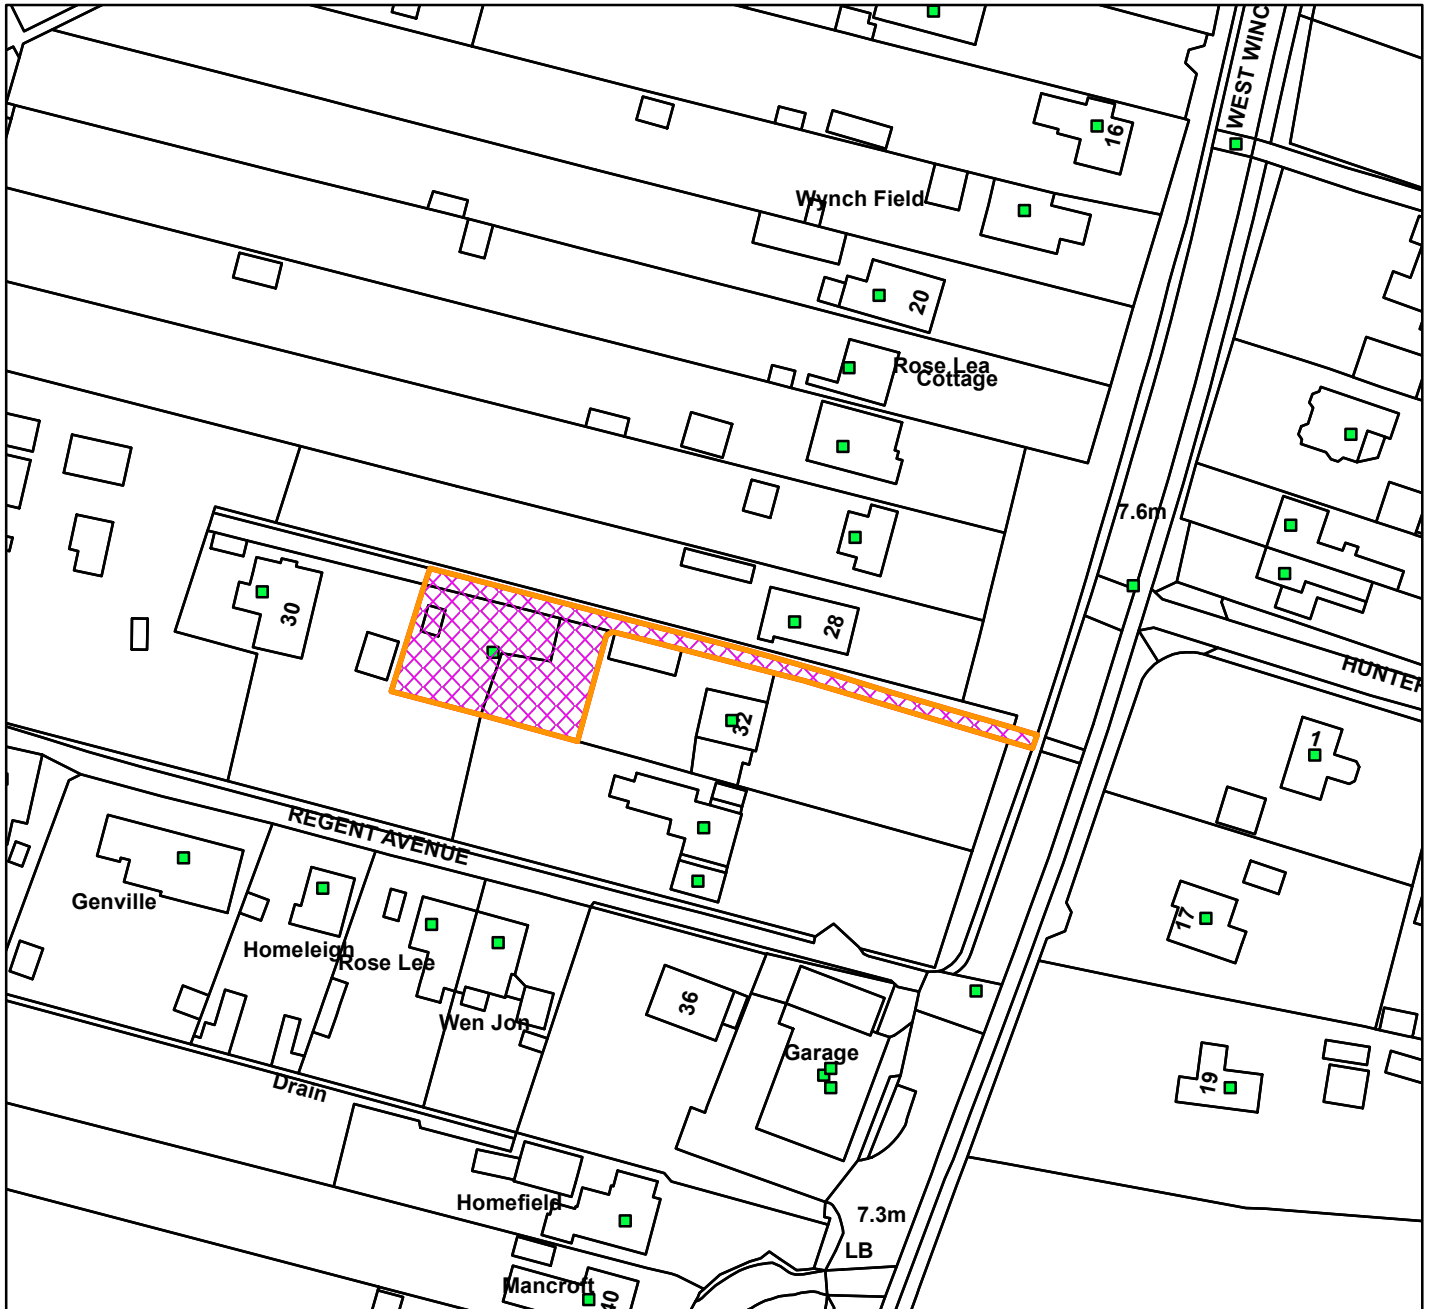 WEST WINC
16
Wynch Field
20
Rose Lea
Cottage
7.6m
30
28
HUNTER
32
1
REGENT AVENUE
Genville
17
Homeleigh
Rose Lee
36
Wen Jon
Garage
19
Drain
Homefield
7.3m
LB
Mancroft
40